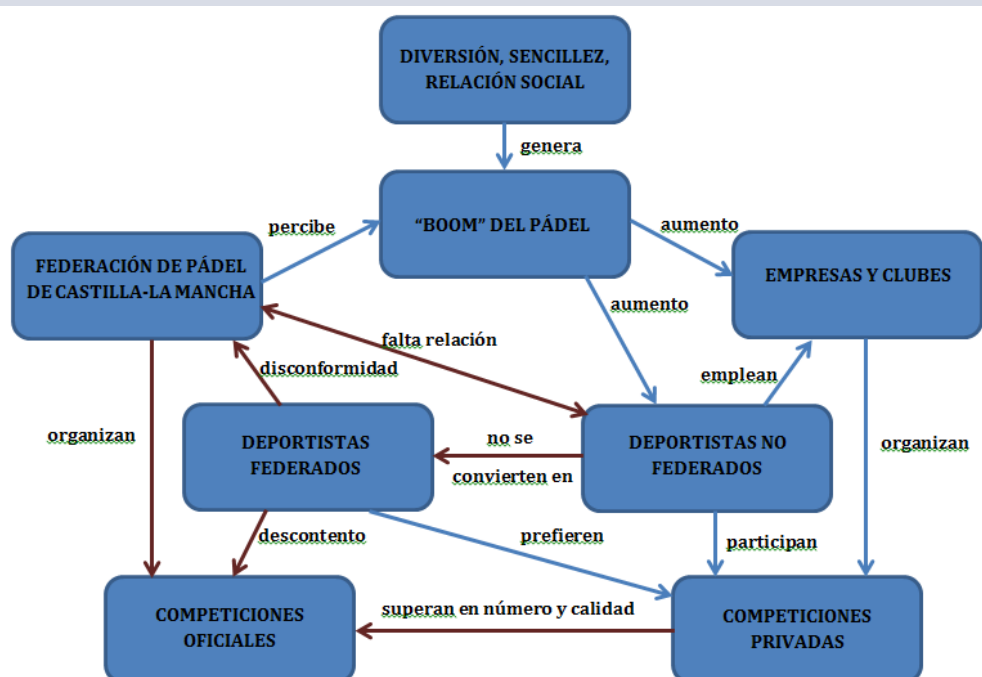 DIVERSIÓN, SENCILLEZ,
RELACIÓN SOCIAL
genera
percibe
“BOOM” DEL PÁDEL
aumento
FEDERACIÓN DE PÁDEL
DE CASTILLA-LA MANCHA
EMPRESAS Y CLUBES
aumento
falta relación
disconformidad
emplean
organizan
DEPORTISTAS
FEDERADOS
no se
convierten en
DEPORTISTAS NO
FEDERADOS
organizan
descontento
prefieren
participan
COMPETICIONES
OFICIALES
superan en número y calidad
COMPETICIONES
PRIVADAS